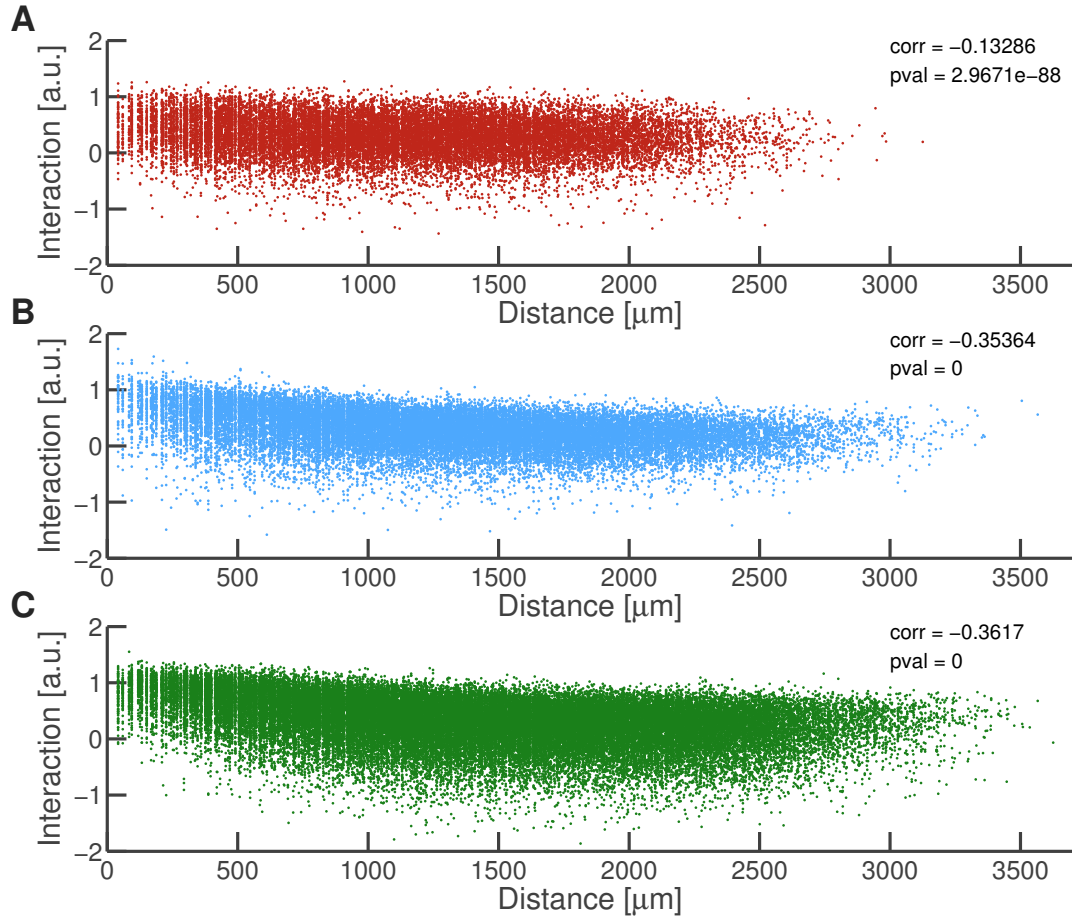 A
Interaction [a.u.]
2
1
0
−1
−2
corr = −0.13286
pval = 2.9671e−88
0 500 1000 1500 2000 2500 3000 3500
Distance [μm]
B
Interaction [a.u.]
2
1
0
−1
−2
corr = −0.35364
pval = 0
0 500 1000 1500 2000 2500 3000 3500
Distance [μm]
C
Interaction [a.u.]
2
1
0
−1
−2
corr = −0.3617
pval = 0
0 500 1000 1500 2000 2500 3000 3500
Distance [μm]